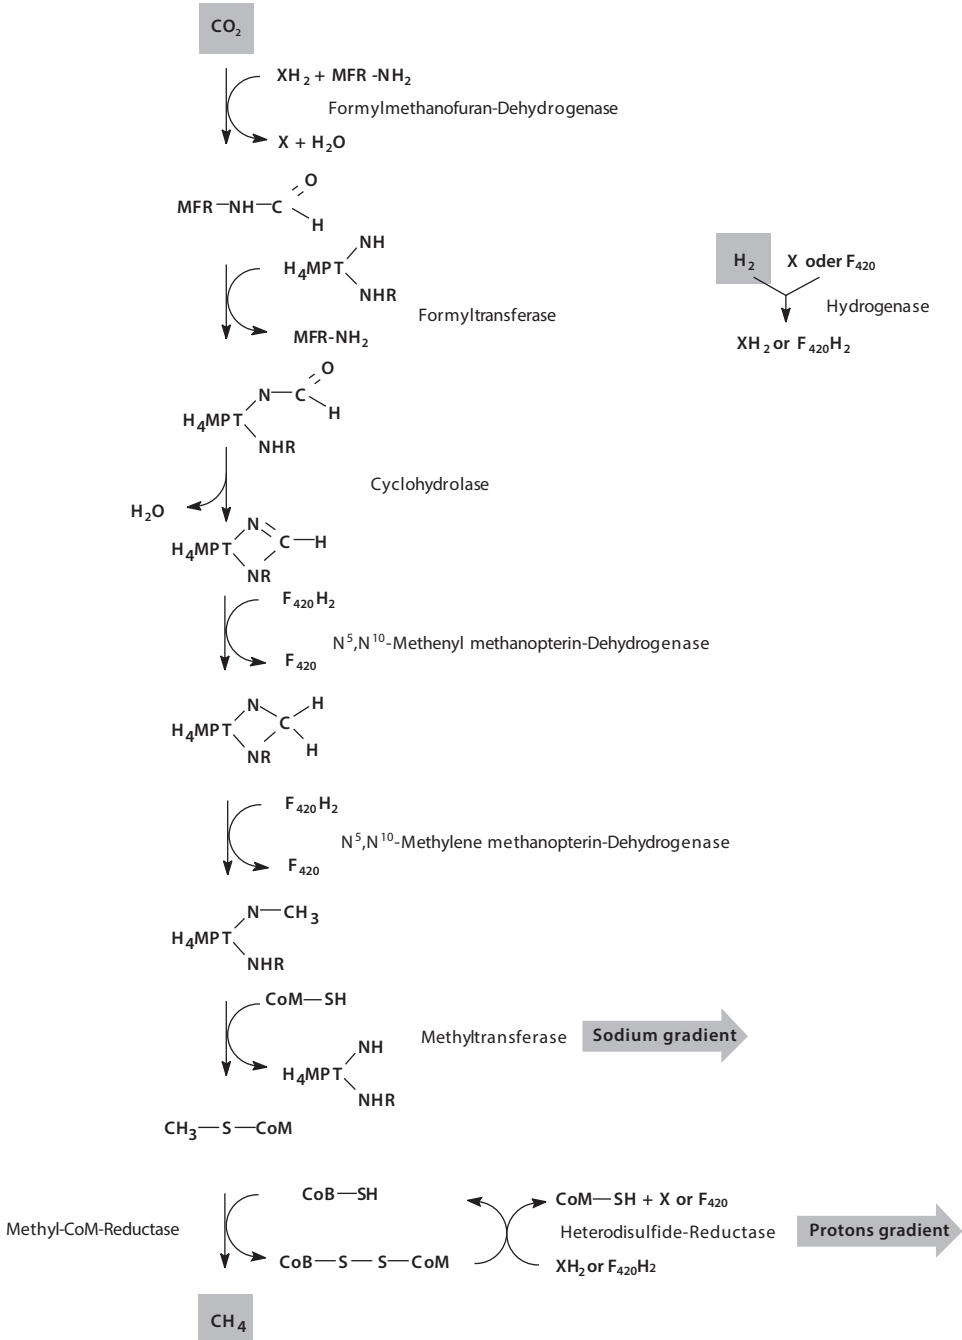 CO2
XH2 + MFR -NH2
Formylmethanofuran-Dehydrogenase
X + H2O
O
MFR—NH—C
H
NH
H4MPT
NHR
Formyltransferase
MFR-NH2
H2 X oder F420
Hydrogenase
XH2 or F420H2
O
N—C
H
H4MPT
NHR
Cyclohydrolase
H2O
N
H4MPT C—H
NR
F420H2
N5,N10-Methenyl methanopterin-Dehydrogenase
F420
N H
H4MPT C
NR H
F420H2
N5,N10-Methylene methanopterin-Dehydrogenase
F420
N—CH3
H4MPT
NHR
CoM—SH
Methyltransferase Sodium gradient
NH
H4MPT
NHR
CH3—S—CoM
CoB—SH CoM—SH + X or F420
Methyl-CoM-Reductase Heterodisulfide-Reductase Protons gradient
CoB—S—S—CoM XH2 or F420H2
CH4